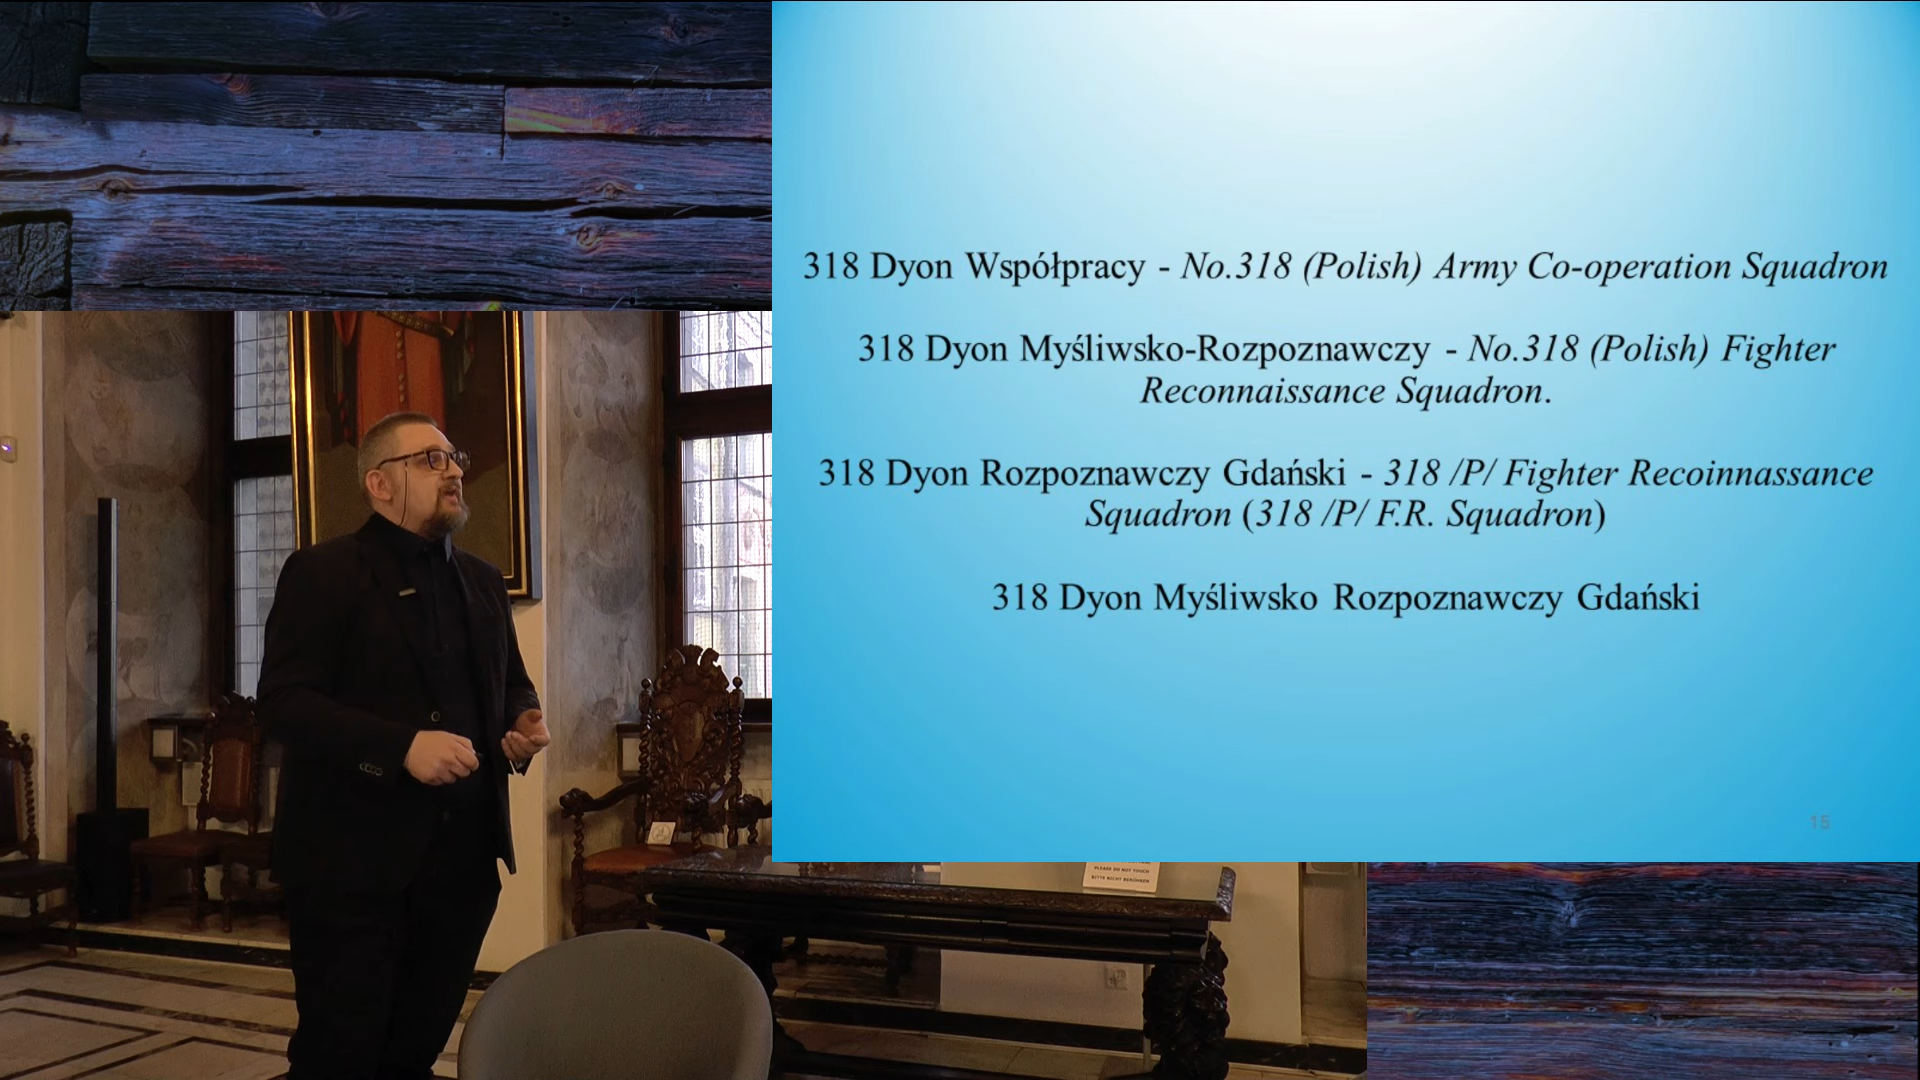 318 Dyon Współpracy - No.318 (Polish) Army Co-operation Squadron
318 Dyon Myśliwsko-Rozpoznawczy - No.318 (Polish) Fighter
Reconnaissance Squadron.
318 Dyon Rozpoznawczy Gdański - 318 /P/ Fighter Recoinnassance
Squadron (318 /P/ F.R. Squadron)
318 Dyon Myśliwsko Rozpoznawczy Gdański
15
PLEASE DO NOT TOUCH
BITTE NICHT BERÜHREN